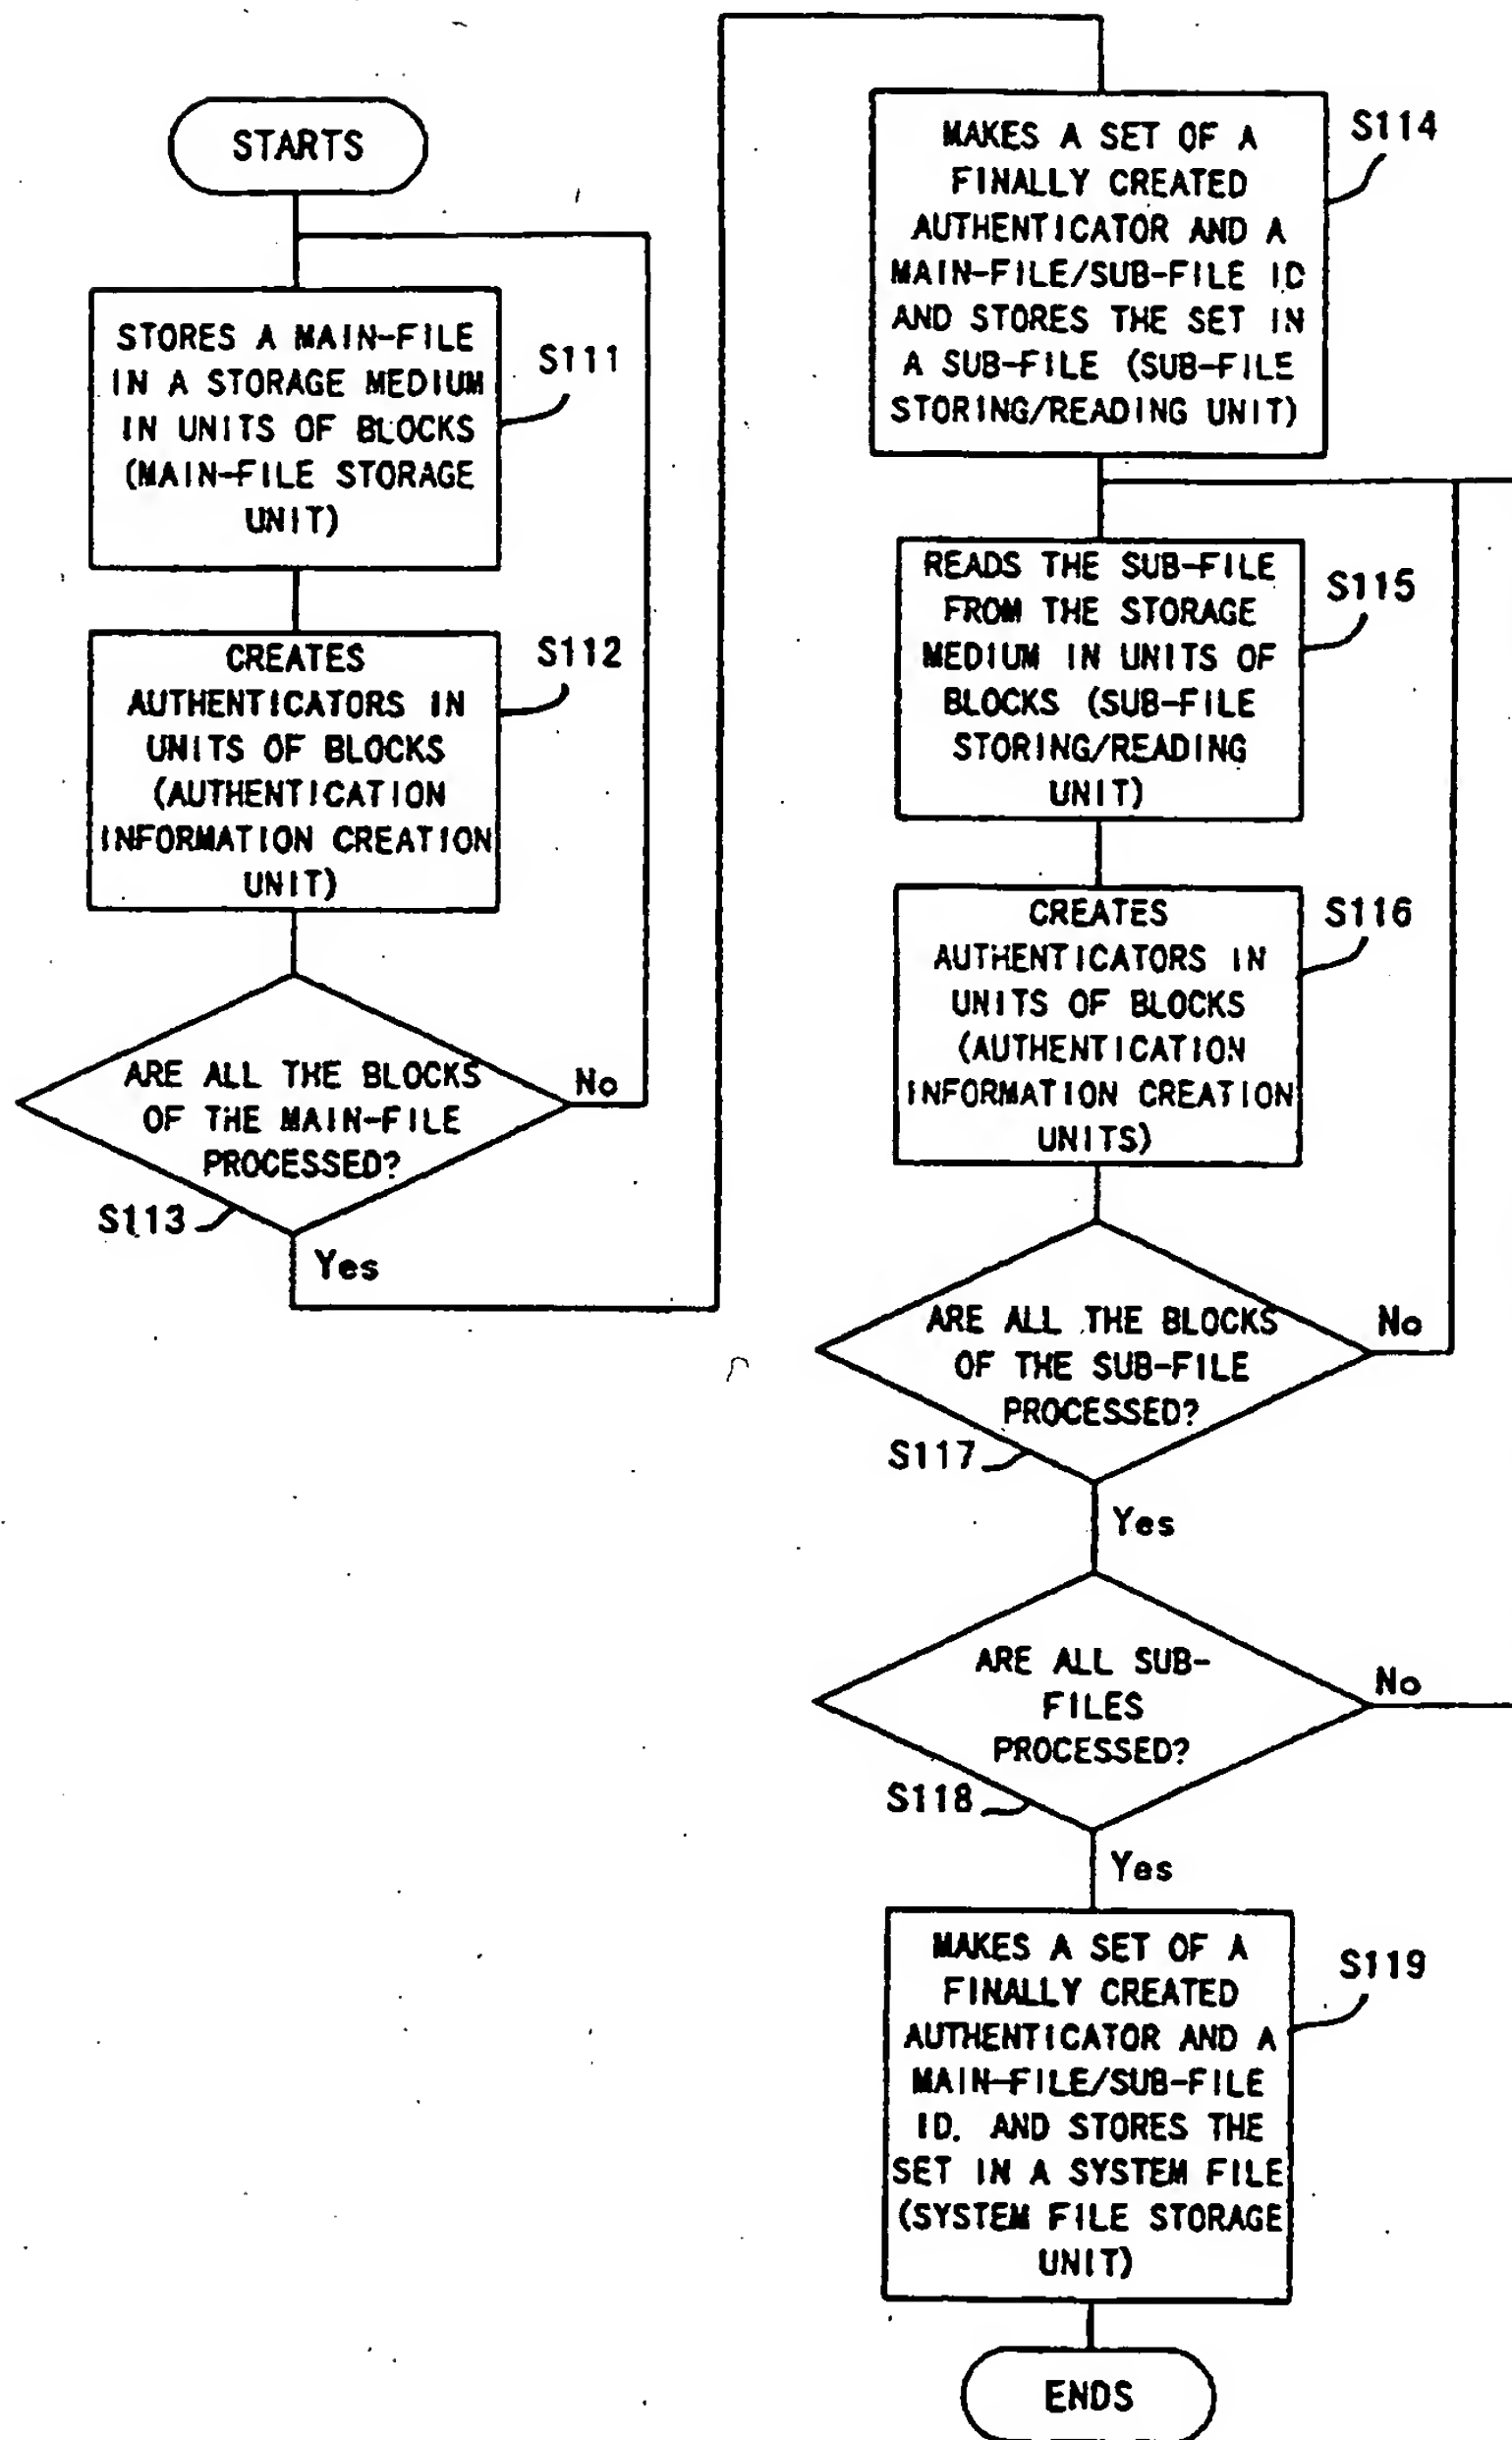 STARTS
STORES A MAIN-FILE
IN A STORAGE MEDIUM
IN UNITS OF BLOCKS
(MAIN-FILE STORAGE
UNIT)
S111
CREATES
AUTHENTICATORS IN
UNITS OF BLOCKS
(AUTHENTICATION
INFORMATION CREATION
UNIT)
S112
ARE ALL THE BLOCKS
OF THE MAIN-FILE
PROCESSED?
No
S113
Yes
MAKES A SET OF A
FINALLY CREATED
AUTHENTICATOR AND A
MAIN-FILE/SUB-FILE ID
AND STORES THE SET IN
A SUB-FILE (SUB-FILE
STORING/READING UNIT)
S114
READS THE SUB-FILE
FROM THE STORAGE
MEDIUM IN UNITS OF
BLOCKS (SUB-FILE
STORING/READING
UNIT)
S115
CREATES
AUTHENTICATORS IN
UNITS OF BLOCKS
(AUTHENTICATION
INFORMATION CREATION
UNITS)
S116
ARE ALL THE BLOCKS
OF THE SUB-FILE
PROCESSED?
No
S117
Yes
ARE ALL SUB-
FILES
PROCESSED?
No
S118
Yes
MAKES A SET OF A
FINALLY CREATED
AUTHENTICATOR AND A
MAIN-FILE/SUB-FILE
ID. AND STORES THE
SET IN A SYSTEM FILE
(SYSTEM FILE STORAGE
UNIT)
S119
ENDS